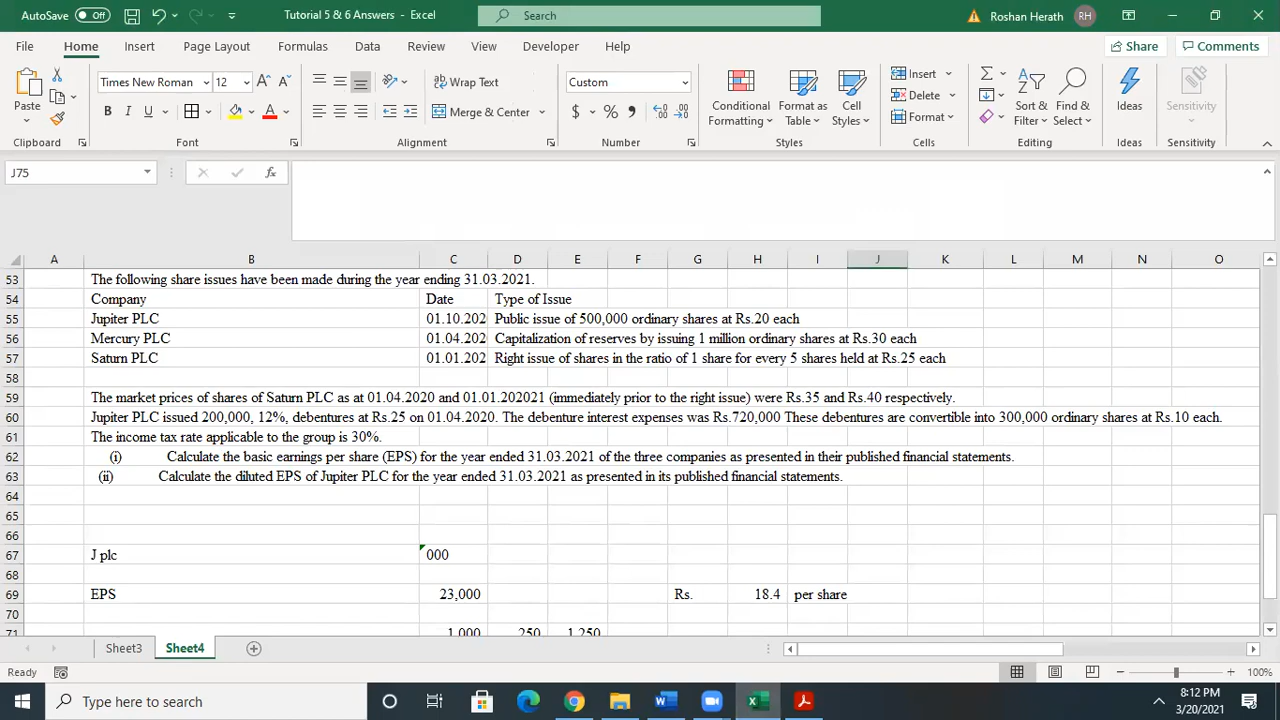 AutoSave Off Tutorial 5 & 6 Answers - Excel Search Roshan Herath RH
File Home Insert Page Layout Formulas Data Review View Developer Help Share Comments
Paste Times New Roman 12 A A Wrap Text Custom Conditional Formatting Format as Table Cell Styles Insert Delete Format Sort & Filter Find & Select Ideas Sensitivity
B I U A Merge & Center $ %
Clipboard Font Alignment Number Styles Cells Editing Ideas Sensitivity
J75 fx
A B C D E F G H I J K L M N O
53 The following share issues have been made during the year ending 31.03.2021.
54 Company Date Type of Issue
55 Jupiter PLC 01.10.202 Public issue of 500,000 ordinary shares at Rs.20 each
56 Mercury PLC 01.04.202 Capitalization of reserves by issuing 1 million ordinary shares at Rs.30 each
57 Saturn PLC 01.01.202 Right issue of shares in the ratio of 1 share for every 5 shares held at Rs.25 each
58
59 The market prices of shares of Saturn PLC as at 01.04.2020 and 01.01.202021 (immediately prior to the right issue) were Rs.35 and Rs.40 respectively.
60 Jupiter PLC issued 200,000, 12%, debentures at Rs.25 on 01.04.2020. The debenture interest expenses was Rs.720,000 These debentures are convertible into 300,000 ordinary shares at Rs.10 each.
61 The income tax rate applicable to the group is 30%.
62 (i) Calculate the basic earnings per share (EPS) for the year ended 31.03.2021 of the three companies as presented in their published financial statements.
63 (ii) Calculate the diluted EPS of Jupiter PLC for the year ended 31.03.2021 as presented in its published financial statements.
64
65
66
67 J plc 000
68
69 EPS 23,000 Rs. 18.4 per share
70
71 1,000 250 1,250
Sheet3 Sheet4
Ready 100%
Type here to search 8:12 PM
3/20/2021